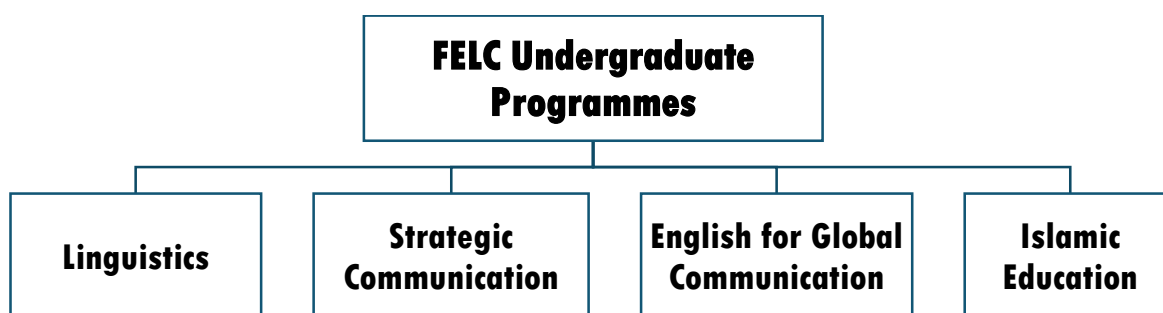 FELC Undergraduate
Programmes
Linguistics
Strategic
Communication
English for Global
Communication
Islamic
Education